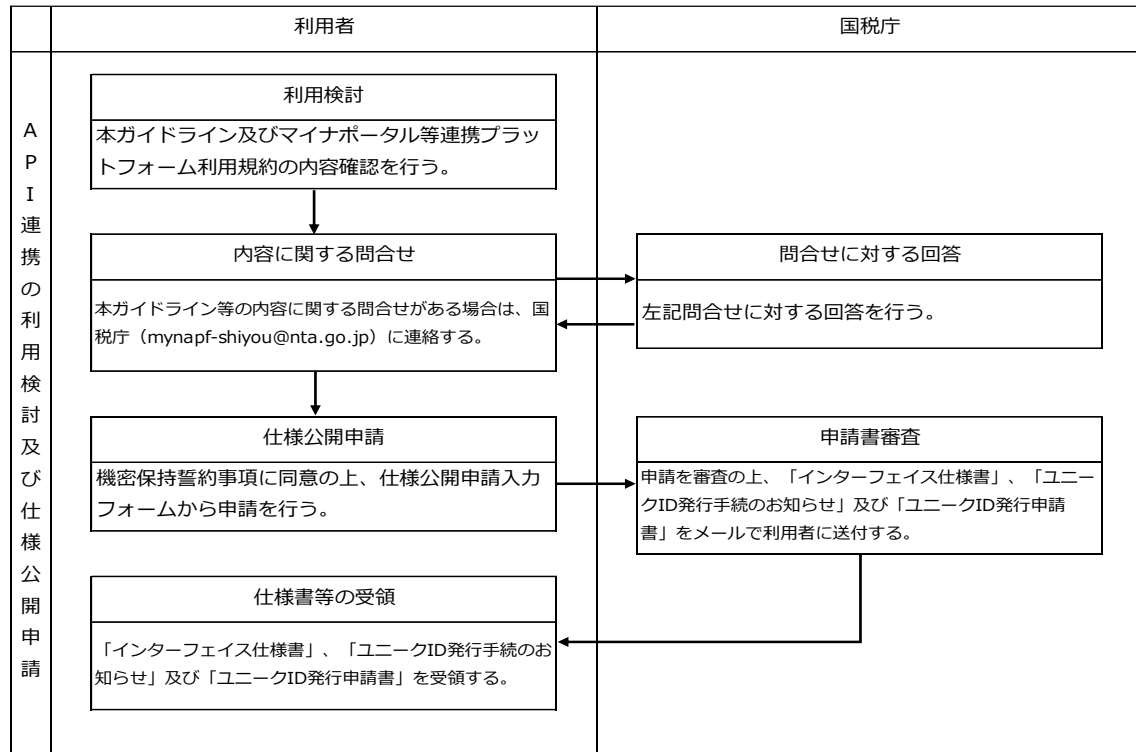 利用者
国税庁
API連携の利用検討及び仕様公開申請
利用検討
本ガイドライン及びマイナポータル等連携プラッ
トフォーム利用規約の内容確認を行う。
内容に関する問合せ
本ガイドライン等の内容に関する問合せがある場合は、国
税庁（mynapf-shiyou@nta.go.jp）に連絡する。
問合せに対する回答
左記問合せに対する回答を行う。
仕様公開申請
機密保持誓約事項に同意の上、仕様公開申請入力
フォームから申請を行う。
申請書審査
申請を審査の上、「インターフェイス仕様書」、「ユニー
クID発行手続のお知らせ」及び「ユニークID発行申請
書」をメールで利用者に送付する。
仕様書等の受領
「インターフェイス仕様書」、「ユニークID発行手続のお
知らせ」及び「ユニークID発行申請書」を受領する。